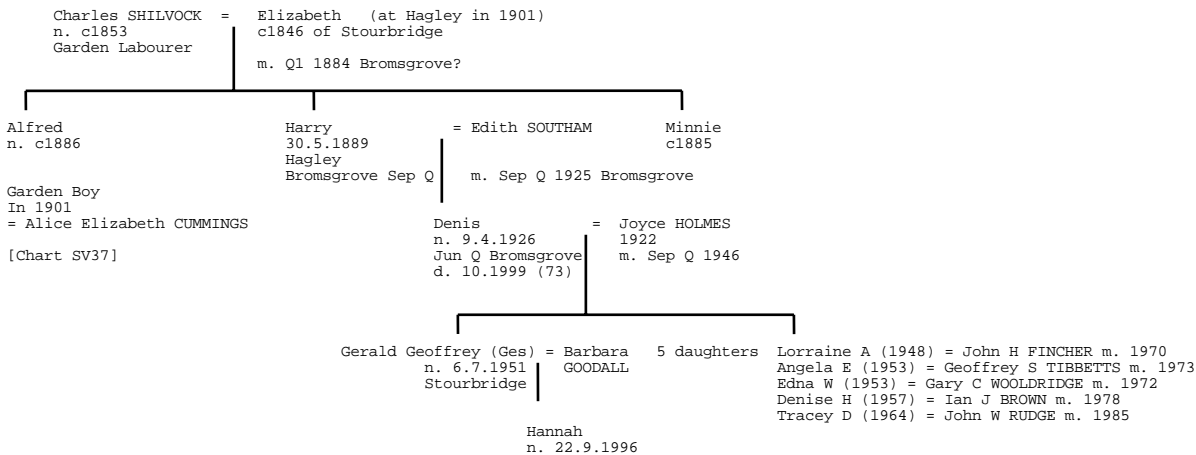 Charles SHILVOCK = Elizabeth (at Hagley in 1901)
n. c1853 c1846 of Stourbridge
Garden Labourer
m. Q1 1884 Bromsgrove?
Alfred Harry = Edith SOUTHAM Minnie
n. c1886 30.5.1889 c1885
Hagley
Bromsgrove Sep Q m. Sep Q 1925 Bromsgrove
Garden Boy
In 1901
= Alice Elizabeth CUMMINGS Denis = Joyce HOLMES
n. 9.4.1926 1922
[Chart SV37] Jun Q Bromsgrove m. Sep Q 1946
d. 10.1999 (73)
Gerald Geoffrey (Ges) = Barbara 5 daughters Lorraine A (1948) = John H FINCHER m. 1970
n. 6.7.1951 GOODALL Angela E (1953) = Geoffrey S TIBBETTS m. 1973
Stourbridge Edna W (1953) = Gary C WOOLDRIDGE m. 1972
Denise H (1957) = Ian J BROWN m. 1978
Tracey D (1964) = John W RUDGE m. 1985
Hannah
n. 22.9.1996